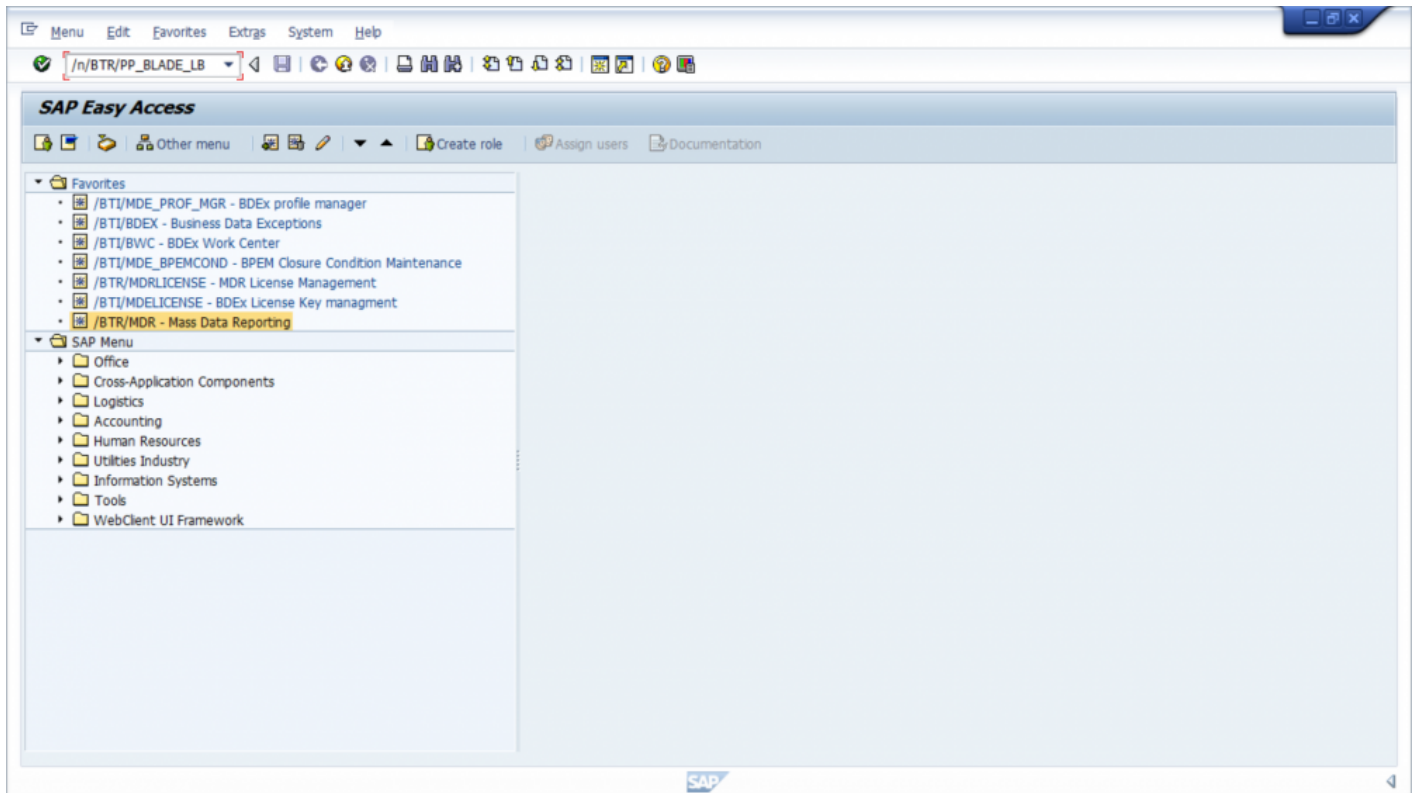 Menu Edit Favorites Extras System Help
/n/BTR/PP_BLADE_LB
SAP Easy Access
Other menu Create role Assign users Documentation
Favorites
/BTI/MDE_PROF_MGR - BDEx profile manager
/BTI/BDEX - Business Data Exceptions
/BTI/BWC - BDEx Work Center
/BTI/MDE_BPEMCOND - BPEM Closure Condition Maintenance
/BTR/MDRLICENSE - MDR License Management
/BTI/MDELICENSE - BDEx License Key managment
/BTR/MDR - Mass Data Reporting
SAP Menu
Office
Cross-Application Components
Logistics
Accounting
Human Resources
Utilities Industry
Information Systems
Tools
WebClient UI Framework
SAP